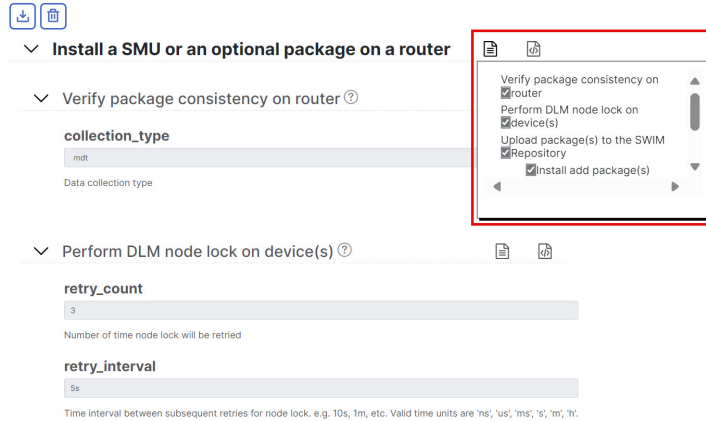 Install a SMU or an optional package on a router
Verify package consistency on
router
Perform DLM node lock on
device(s)
Upload package(s) to the SWIM
Repository
Install add package(s)
Verify package consistency on router
collection_type
mdt
Data collection type
Perform DLM node lock on device(s)
retry_count
3
Number of time node lock will be retried
retry_interval
5s
Time interval between subsequent retries for node lock. e.g. 10s, 1m, etc. Valid time units are 'ns', 'us', 'ms', 's', 'm', 'h'.